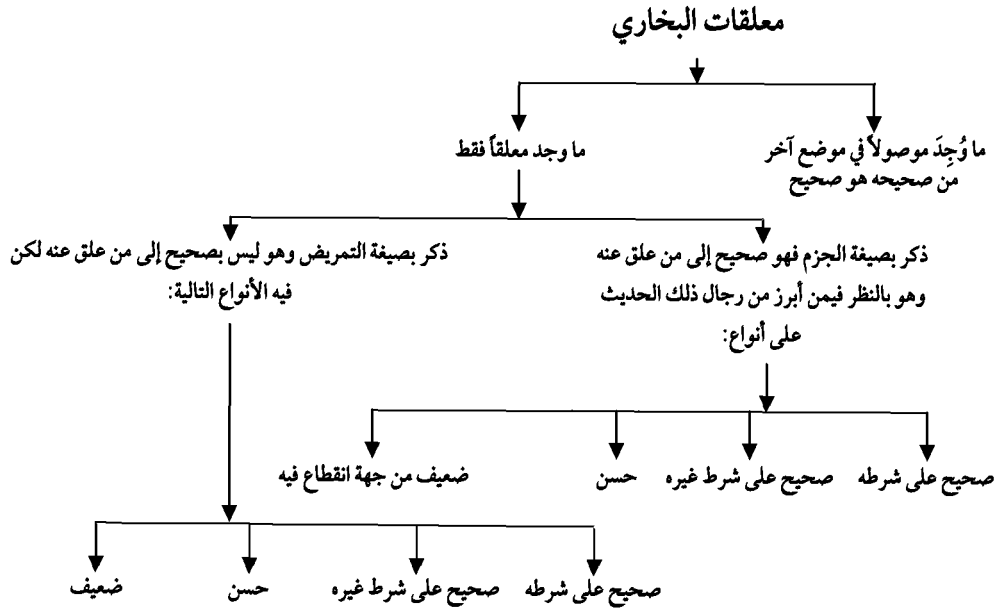 معلقات البخاري
ما وُجِدَ موصولاً في موضع آخر
من صحيحه هو صحيح
ما وجد معلقاً فقط
ذكر بصيغة الجزم فهو صحيح إلى من علق عنه
وهو بالنظر فيمن أبرز من رجال ذلك الحديث
على أنواع:
ذكر بصيغة التمريض وهو ليس بصحيح إلى من علق عنه لكن
فيه الأنواع التالية:
صحيح على شرطه
صحيح على شرط غيره
حسن
ضعيف من جهة انقطاع فيه
صحيح على شرطه
صحيح على شرط غيره
حسن
ضعيف